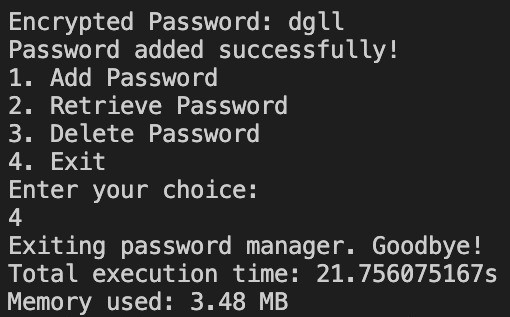 Encrypted Password: dgll
Password added successfully!
1. Add Password
2. Retrieve Password
3. Delete Password
4. Exit
Enter your choice:
4
Exiting password manager. Goodbye!
Total execution time: 21.756075167s
Memory used: 3.48 MB